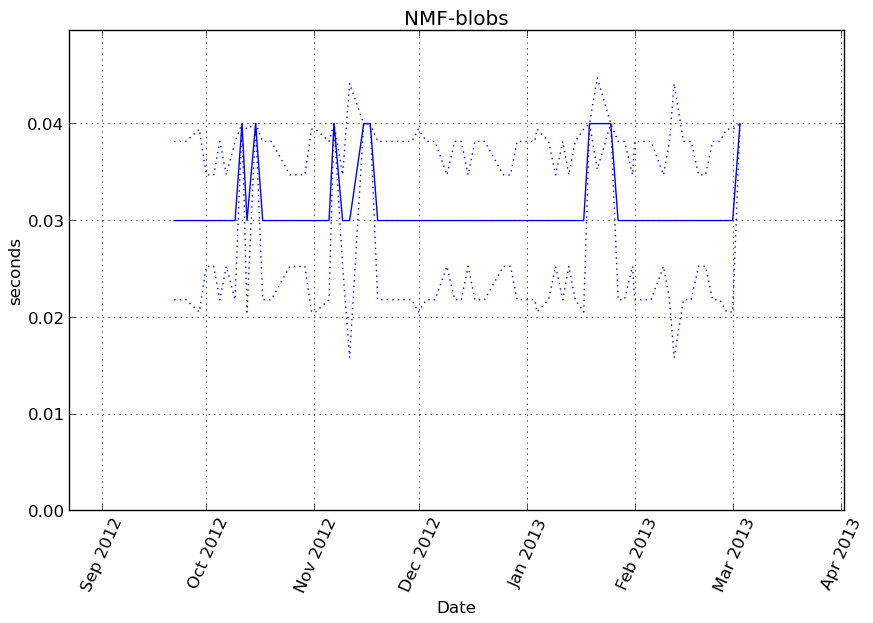 NMF-blobs
seconds
0.04
0.03
0.02
0.01
0.00
Sep 2012
Oct 2012
Nov 2012
Dec 2012
Jan 2013
Feb 2013
Mar 2013
Apr 2013
Date